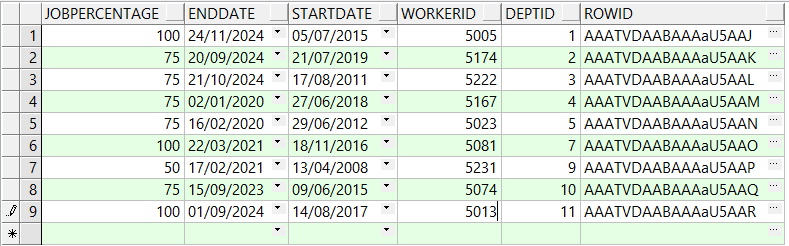 JOBPERCENTAGE ENDDATE STARTDATE WORKERID DEPTID ROWID
1 100 24/11/2024 05/07/2015 5005 1 AAATVDAABAAAaU5AAJ
2 75 20/09/2024 21/07/2019 5174 2 AAATVDAABAAAaU5AAK
3 75 21/10/2024 17/08/2011 5222 3 AAATVDAABAAAaU5AAL
4 75 02/01/2020 27/06/2018 5167 4 AAATVDAABAAAaU5AAM
5 75 16/02/2020 29/06/2012 5023 5 AAATVDAABAAAaU5AAN
6 100 22/03/2021 18/11/2016 5081 7 AAATVDAABAAAaU5AAO
7 50 17/02/2021 13/04/2008 5231 9 AAATVDAABAAAaU5AAP
8 75 15/09/2023 09/06/2015 5074 10 AAATVDAABAAAaU5AAQ
9 100 01/09/2024 14/08/2017 5013 11 AAATVDAABAAAaU5AAR